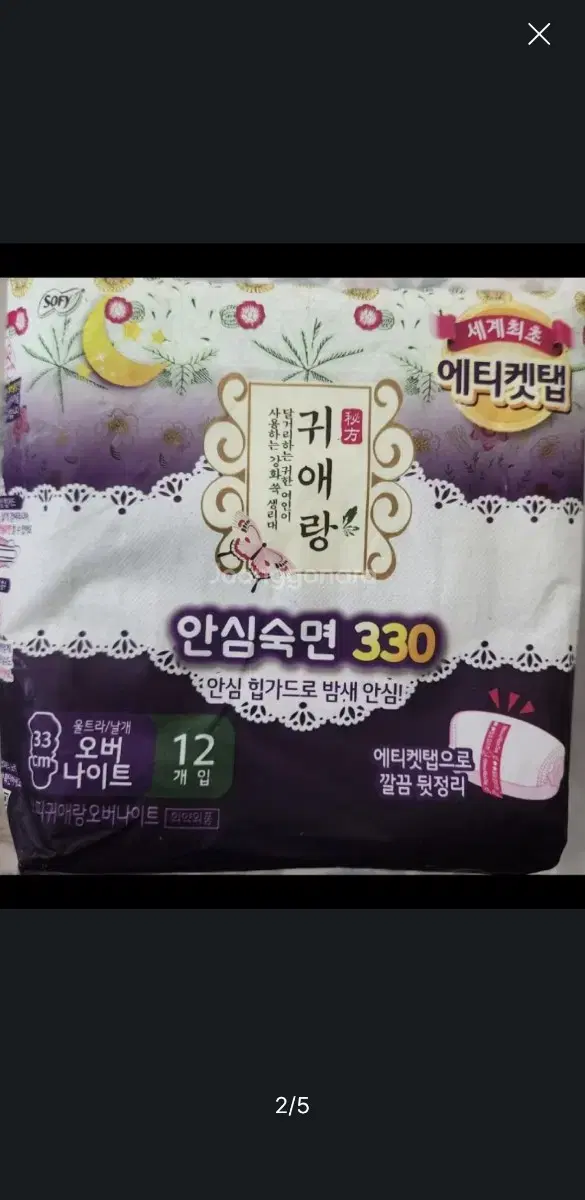 SOFY
세계최초
에티켓탭
秘方
귀애랑
달거리하는 귀한 여인이
사용하는 강화 쑥 생리대
안심숙면 330
안심 힙가드로 밤새 안심!
33
cm
울트라/날개
오버
나이트
12
개입
에티켓탭으로
깔끔 뒷정리
귀애랑오버나이트 의약외품
2/5